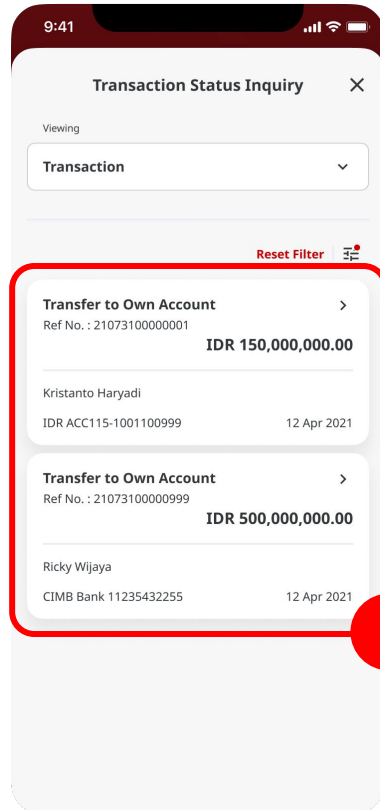 9:41
Transaction Status Inquiry
Viewing
Transaction
Reset Filter
Transfer to Own Account
Ref No. : 21073100000001
IDR 150,000,000.00
Kristanto Haryadi
IDR ACC115-1001100999 12 Apr 2021
Transfer to Own Account
Ref No. : 21073100000999
IDR 500,000,000.00
Ricky Wijaya
CIMB Bank 11235432255 12 Apr 2021